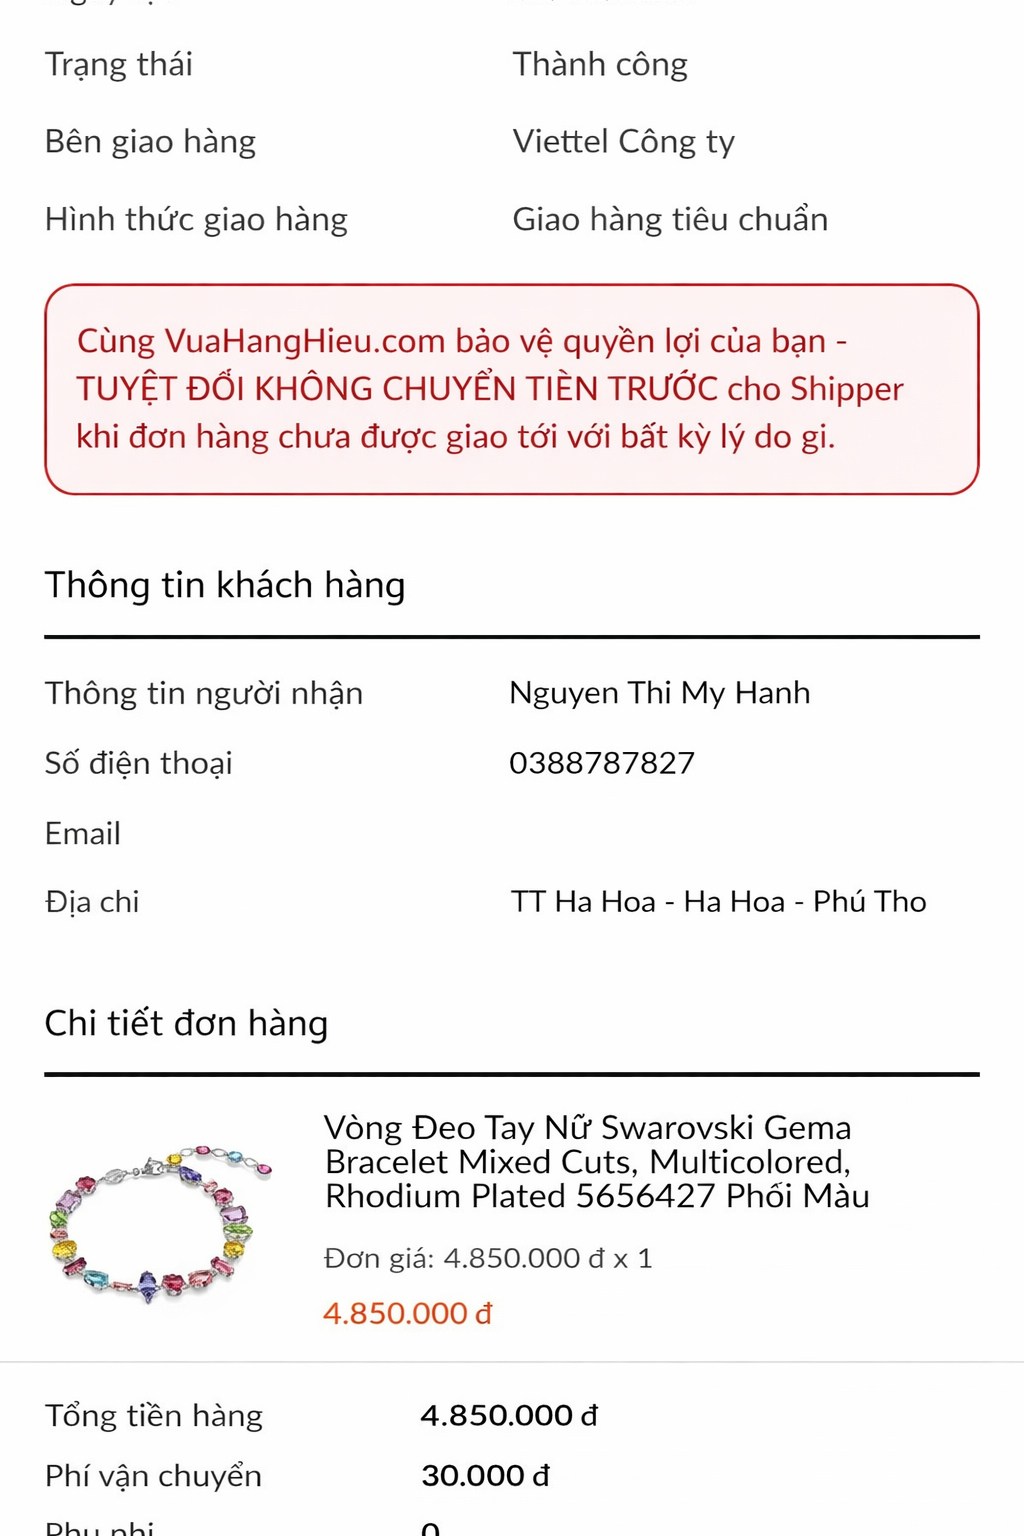 Trạng thái Thành công
Bên giao hàng Viettel Công ty
Hình thức giao hàng Giao hàng tiêu chuẩn
Cùng VuaHangHieu.com bảo vệ quyền lợi của bạn -
TUYỆT ĐỐI KHÔNG CHUYỂN TIỀN TRƯỚC cho Shipper
khi đơn hàng chưa được giao tới với bất kỳ lý do gi.
Thông tin khách hàng
Thông tin người nhận Nguyen Thi My Hanh
Số điện thoại 0388787827
Email
Địa chi TT Ha Hoa - Ha Hoa - Phú Tho
Chi tiết đơn hàng
Vòng Đeo Tay Nữ Swarovski Gema
Bracelet Mixed Cuts, Multicolored,
Rhodium Plated 5656427 Phối Màu
Đơn giá: 4.850.000 đ x 1
4.850.000 đ
Tổng tiền hàng 4.850.000 đ
Phí vận chuyển 30.000 đ
Phu phi 0